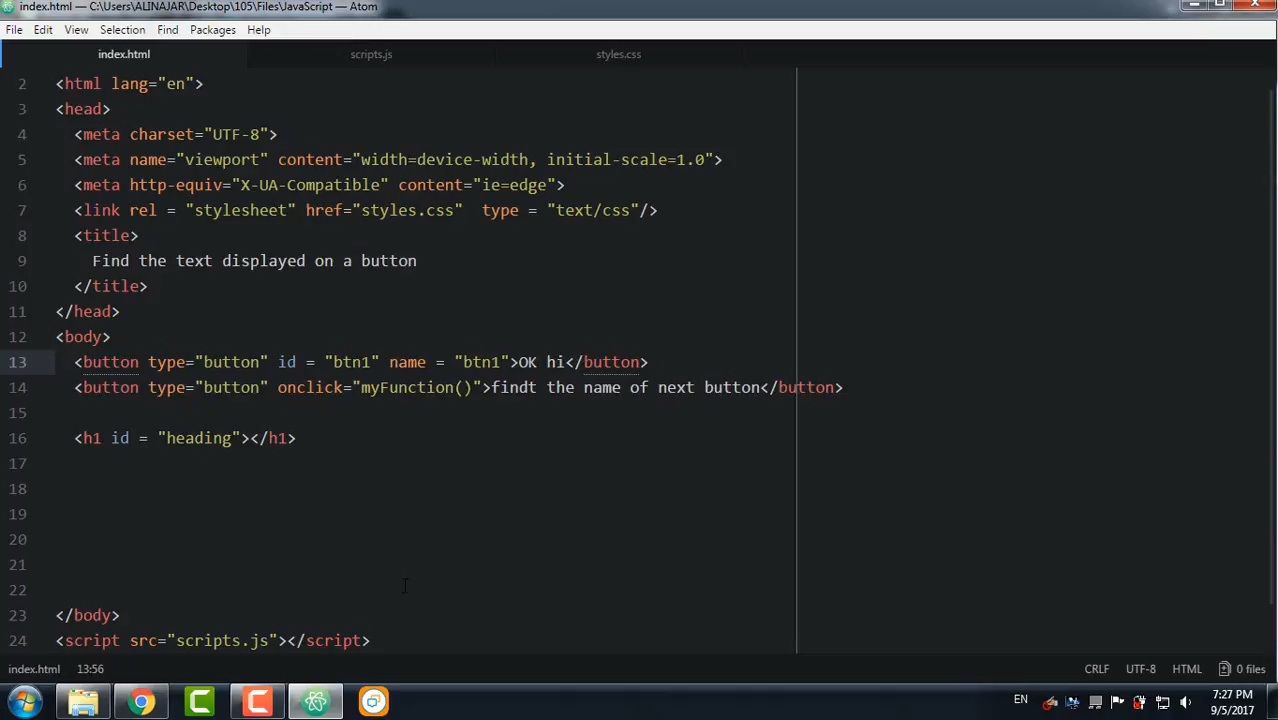 index.html — C:\Users\ALINAJAR\Desktop\105\Files\JavaScript — Atom
File Edit View Selection Find Packages Help
index.html scripts.js styles.css
2 <html lang="en">
3 <head>
4 <meta charset="UTF-8">
5 <meta name="viewport" content="width=device-width, initial-scale=1.0">
6 <meta http-equiv="X-UA-Compatible" content="ie=edge">
7 <link rel = "stylesheet" href="styles.css"  type = "text/css"/>
8 <title>
9 Find the text displayed on a button
10 </title>
11 </head>
12 <body>
13 <button type="button" id = "btn1" name = "btn1">OK hi</button>
14 <button type="button" onclick="myFunction()">findt the name of next button</button>
15
16 <h1 id = "heading"></h1>
17
18
19
20
21
22
23 </body>
24 <script src="scripts.js"></script>
index.html 13:56 CRLF UTF-8 HTML 0 files
EN 7:27 PM
9/5/2017